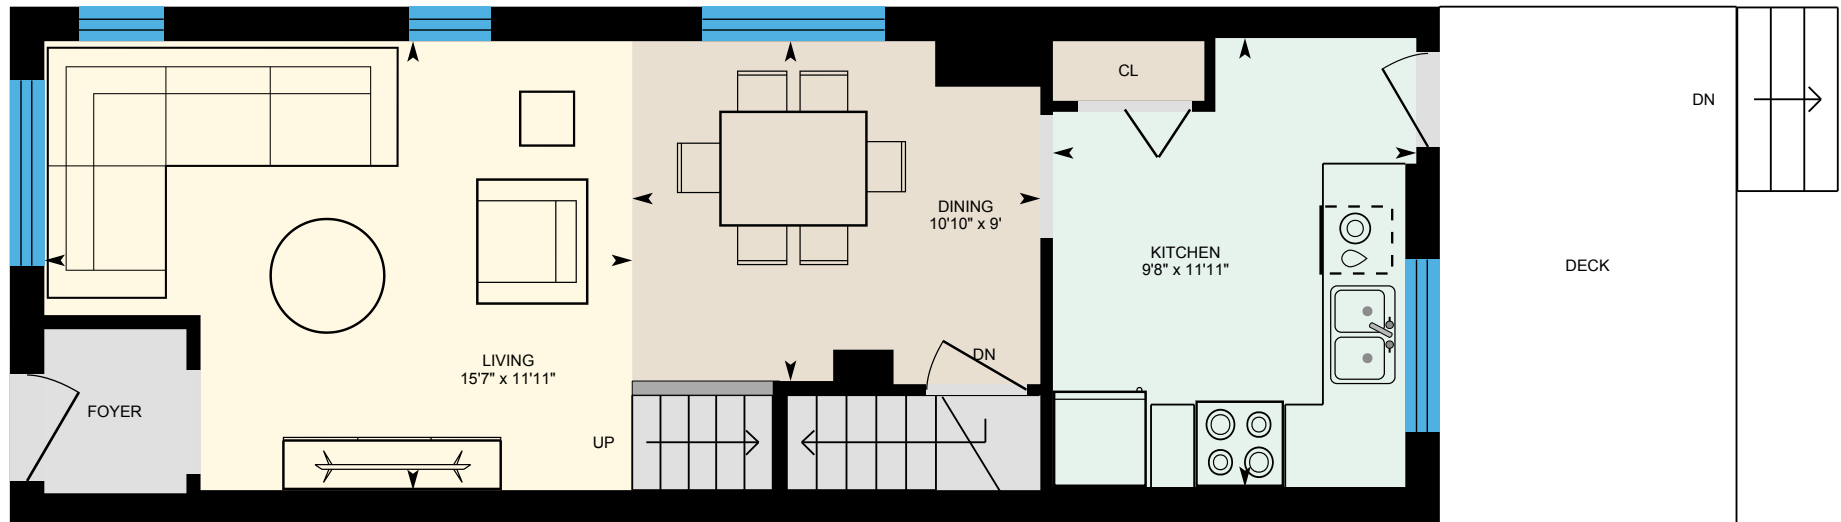 CL
DN
DINING
10'10" x 9'
KITCHEN
9'8" x 11'11"
DECK
LIVING
15'7" x 11'11"
DN
FOYER
UP